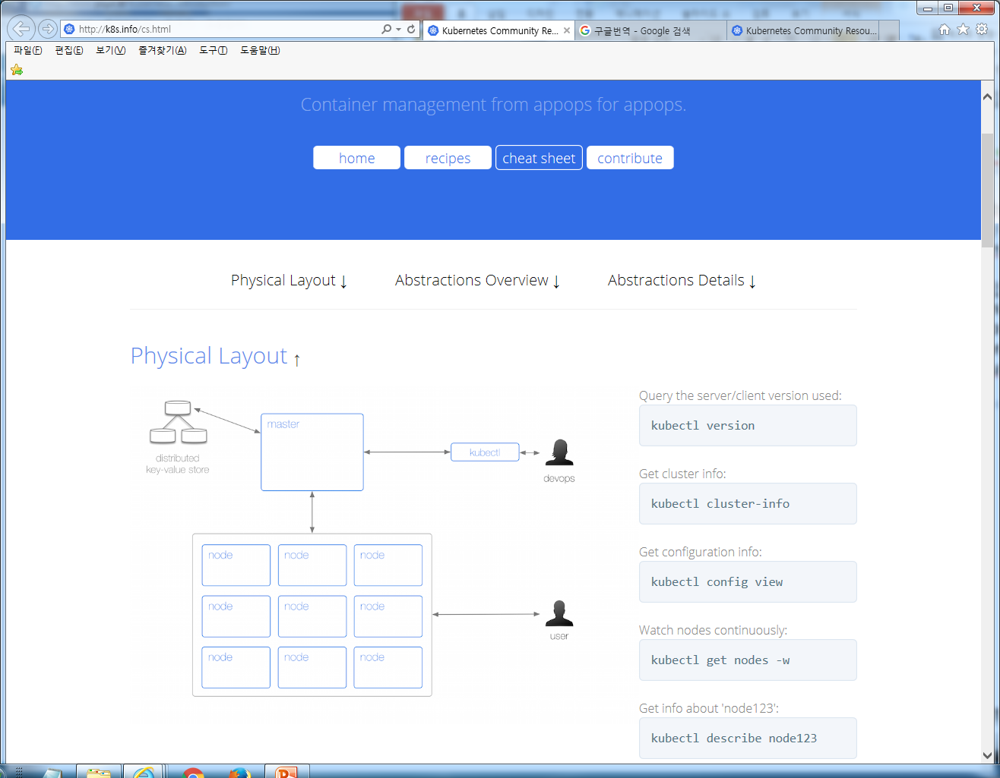 http://k8s.info/cs.html
Kubernetes Community Re...
구글번역 - Google 검색
Kubernetes Community Resou...
파일(F) 편집(E) 보기(V) 즐겨찾기(A) 도구(T) 도움말(H)
Container management from appops for appops.
home recipes cheat sheet contribute
Physical Layout ↓ Abstractions Overview ↓ Abstractions Details ↓
Physical Layout ↑
distributed
key-value store
master
kubectl
devops
node node node
node node node
node node node
user
Query the server/client version used:
kubectl version
Get cluster info:
kubectl cluster-info
Get configuration info:
kubectl config view
Watch nodes continuously:
kubectl get nodes -w
Get info about 'node123':
kubectl describe node123